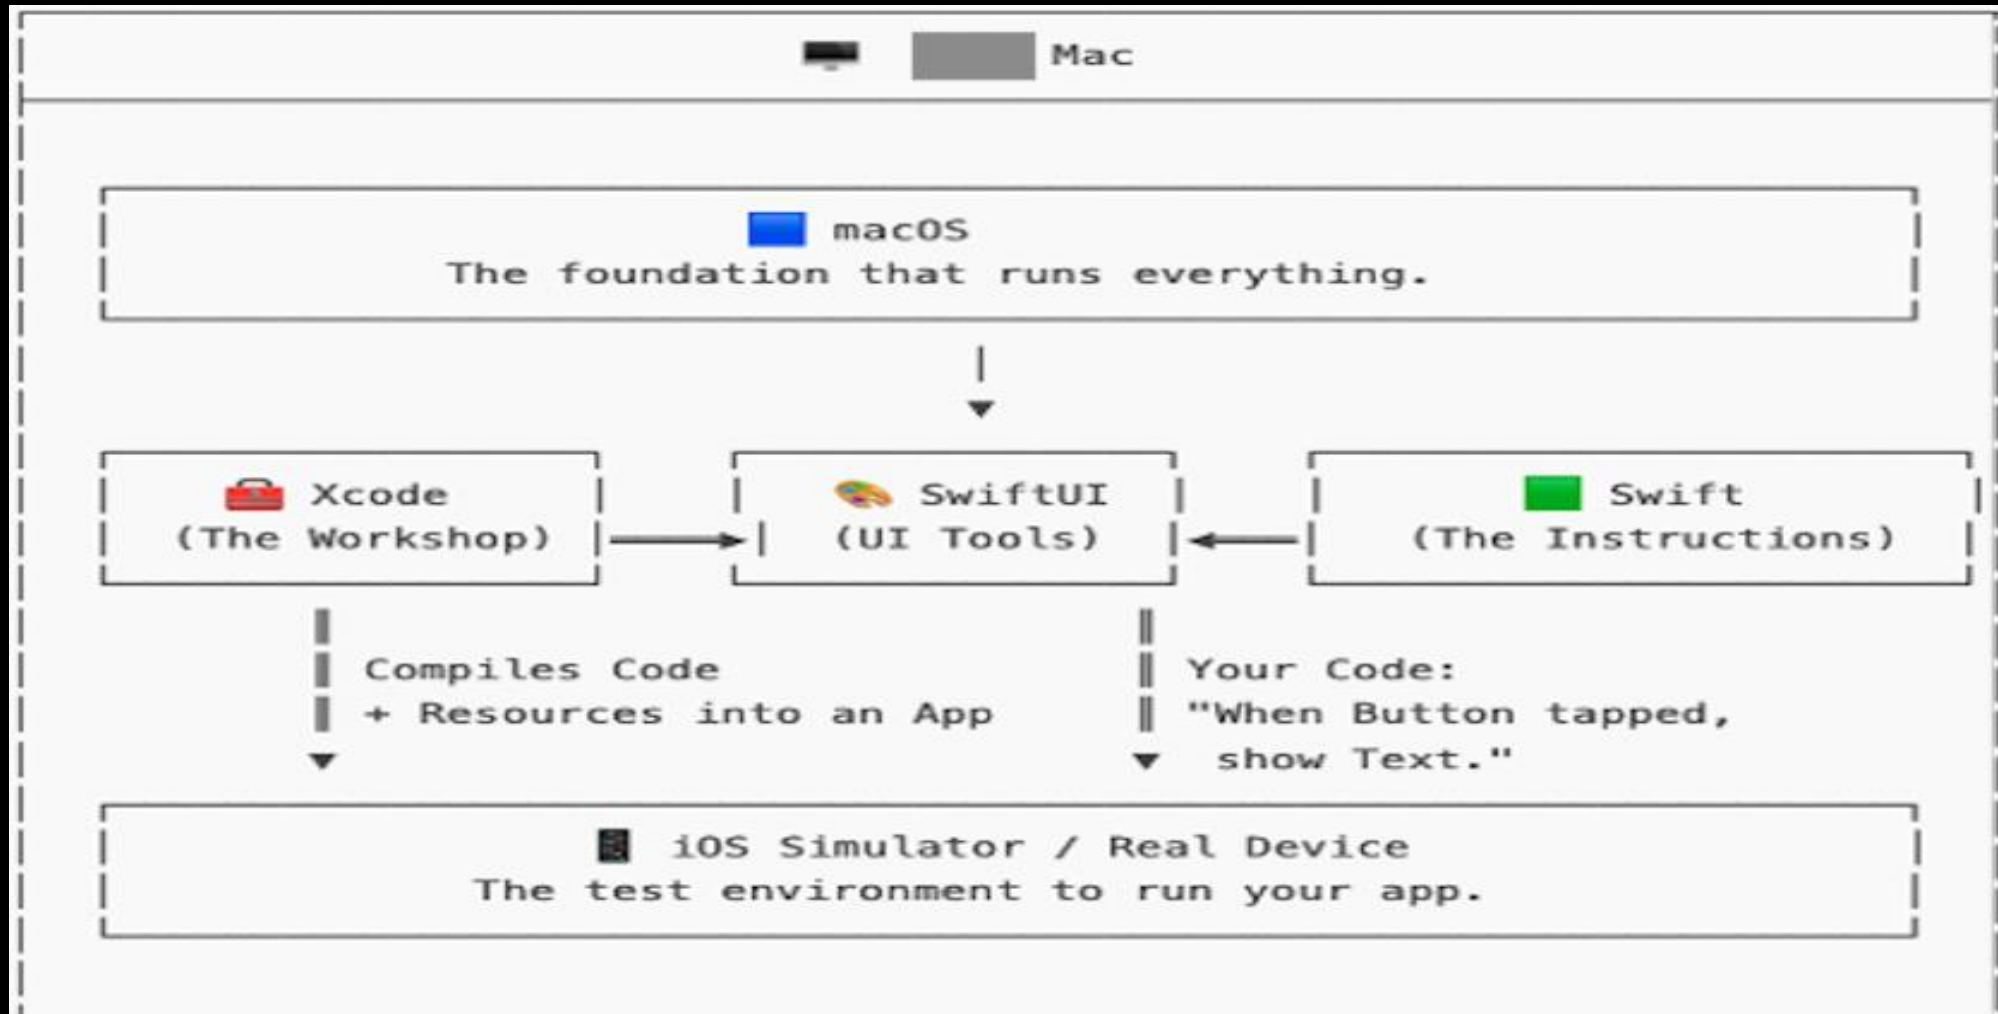 Mac
macOS
The foundation that runs everything.
Xcode
(The Workshop)
SwiftUI
(UI Tools)
Swift
(The Instructions)
Compiles Code
+ Resources into an App
Your Code:
"When Button tapped,
show Text."
iOS Simulator / Real Device
The test environment to run your app.